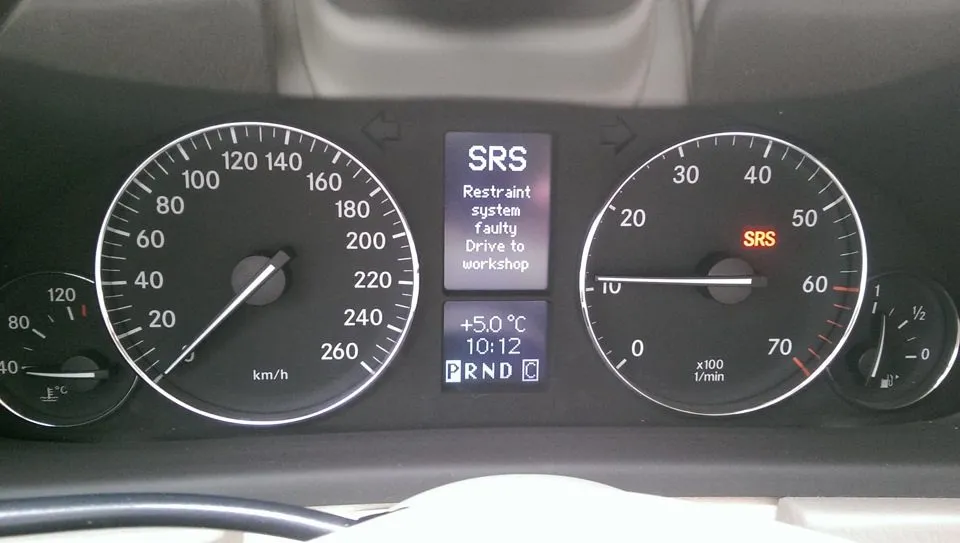 120
80
40
°C
0
20
40
60
80
100
120
140
160
180
200
220
240
260
km/h
SRS
Restraint
system
faulty
Drive to
workshop
+5.0 °C
10:12
PRND C
0
10
20
30
40
50
60
70
SRS
x100
1/min
1
½
0